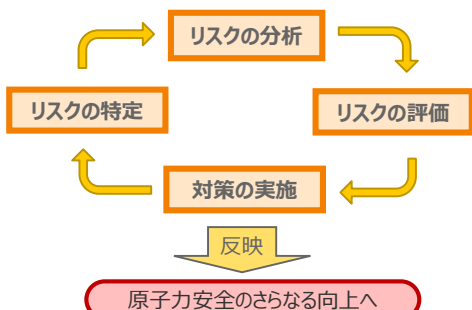 リスクの分析
リスクの特定
リスクの評価
対策の実施
反映
原子力安全のさらなる向上へ